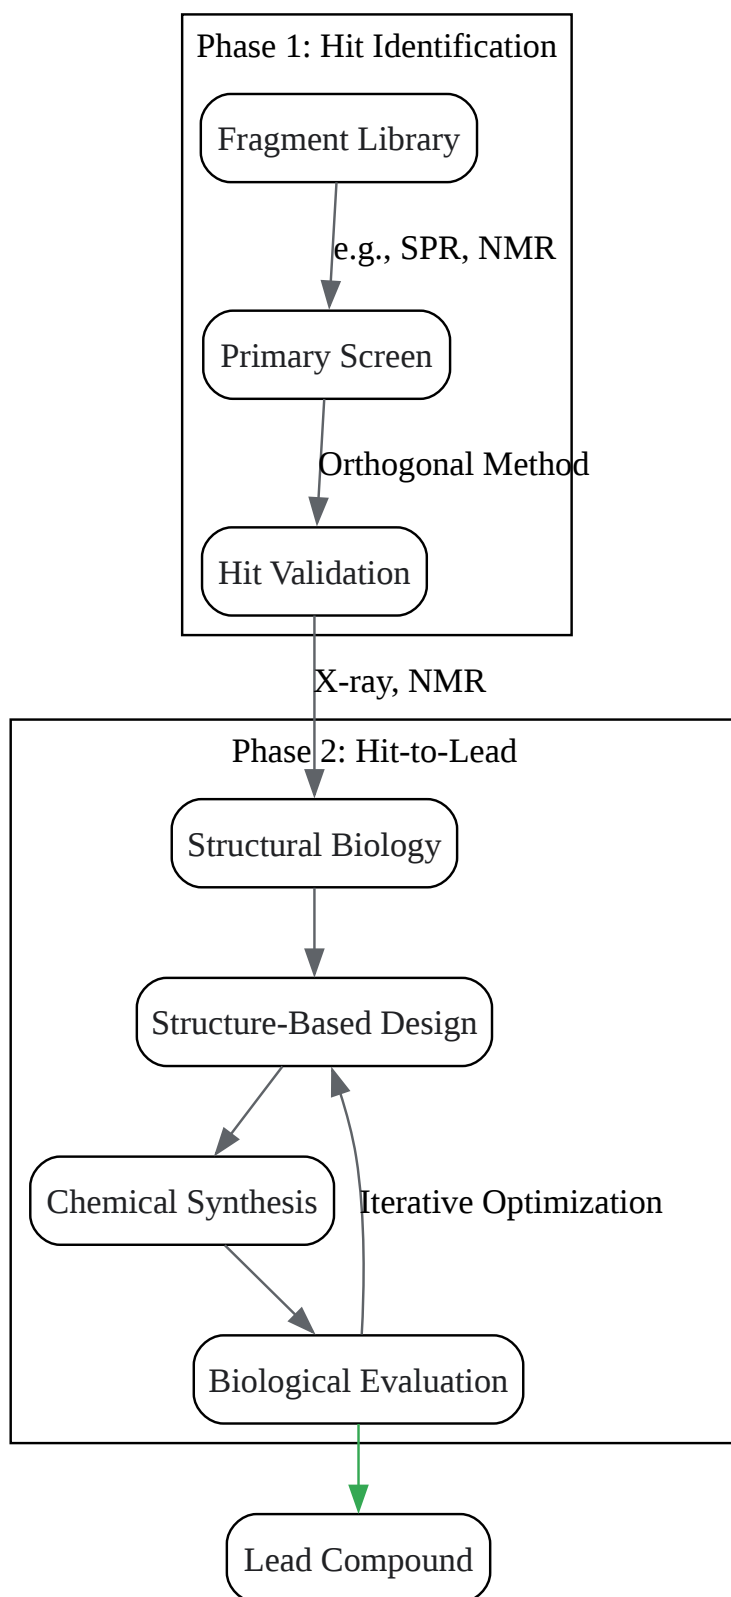 Phase 1: Hit Identification
Fragment Library
e.g., SPR, NMR
Primary Screen
Orthogonal Method
Hit Validation
X-ray, NMR
Phase 2: Hit-to-Lead
Structural Biology
Structure-Based Design
Chemical Synthesis
Iterative Optimization
Biological Evaluation
Lead Compound